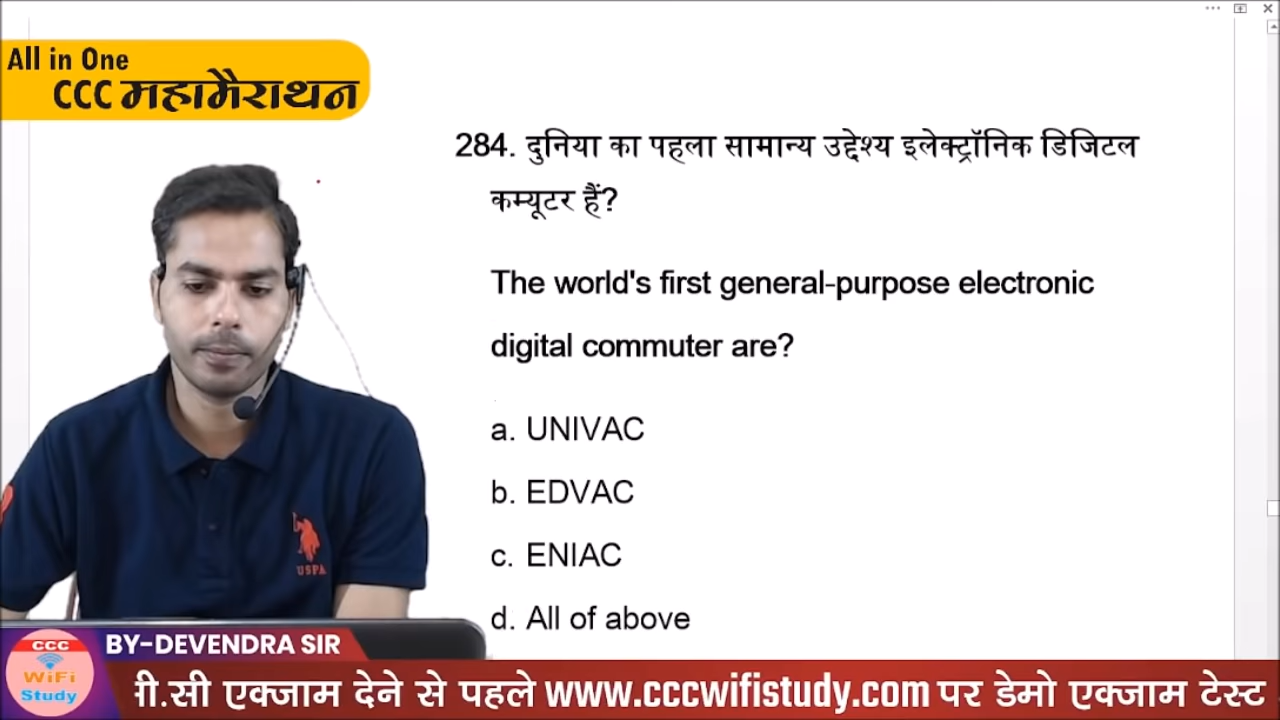 All in One
CCC महामैराथन
284. दुनिया का पहला सामान्य उद्देश्य इलेक्ट्रॉनिक डिजिटल
कम्यूटर हैं?
The world's first general-purpose electronic
digital commuter are?
a. UNIVAC
b. EDVAC
c. ENIAC
d. All of above
USPA
BY-DEVENDRA SIR
CCC
WiFi
Study
ी.सी एक्जाम देने से पहले www.cccwifistudy.com पर डेमो एक्जाम टेस्ट